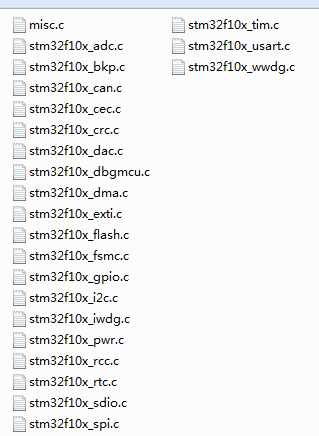 misc.c
stm32f10x_adc.c
stm32f10x_bkp.c
stm32f10x_can.c
stm32f10x_cec.c
stm32f10x_crc.c
stm32f10x_dac.c
stm32f10x_dbgmcu.c
stm32f10x_dma.c
stm32f10x_exti.c
stm32f10x_flash.c
stm32f10x_fsmc.c
stm32f10x_gpio.c
stm32f10x_i2c.c
stm32f10x_iwdg.c
stm32f10x_pwr.c
stm32f10x_rcc.c
stm32f10x_rtc.c
stm32f10x_sdio.c
stm32f10x_spi.c
stm32f10x_tim.c
stm32f10x_usart.c
stm32f10x_wwdg.c